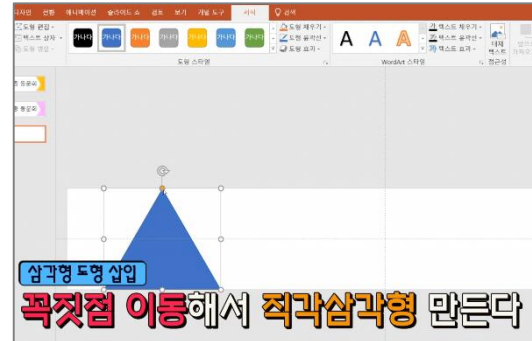 디자인 전환 애니메이션 슬라이드 쇼 검토 보기 개발 도구 서식 검색
도형 편집
텍스트 상자
가나다 가나다 가나다 가나다 가나다 가나다 가나다
도형 채우기
도형 윤곽선
도형 효과
A A A
텍스트 채우기
텍스트 윤곽선
텍스트 효과
대체
텍스트
도형 스타일
WordArt 스타일
접근성
삼각형 도형 삽입
꼭짓점 이동해서 직각삼각형 만든다